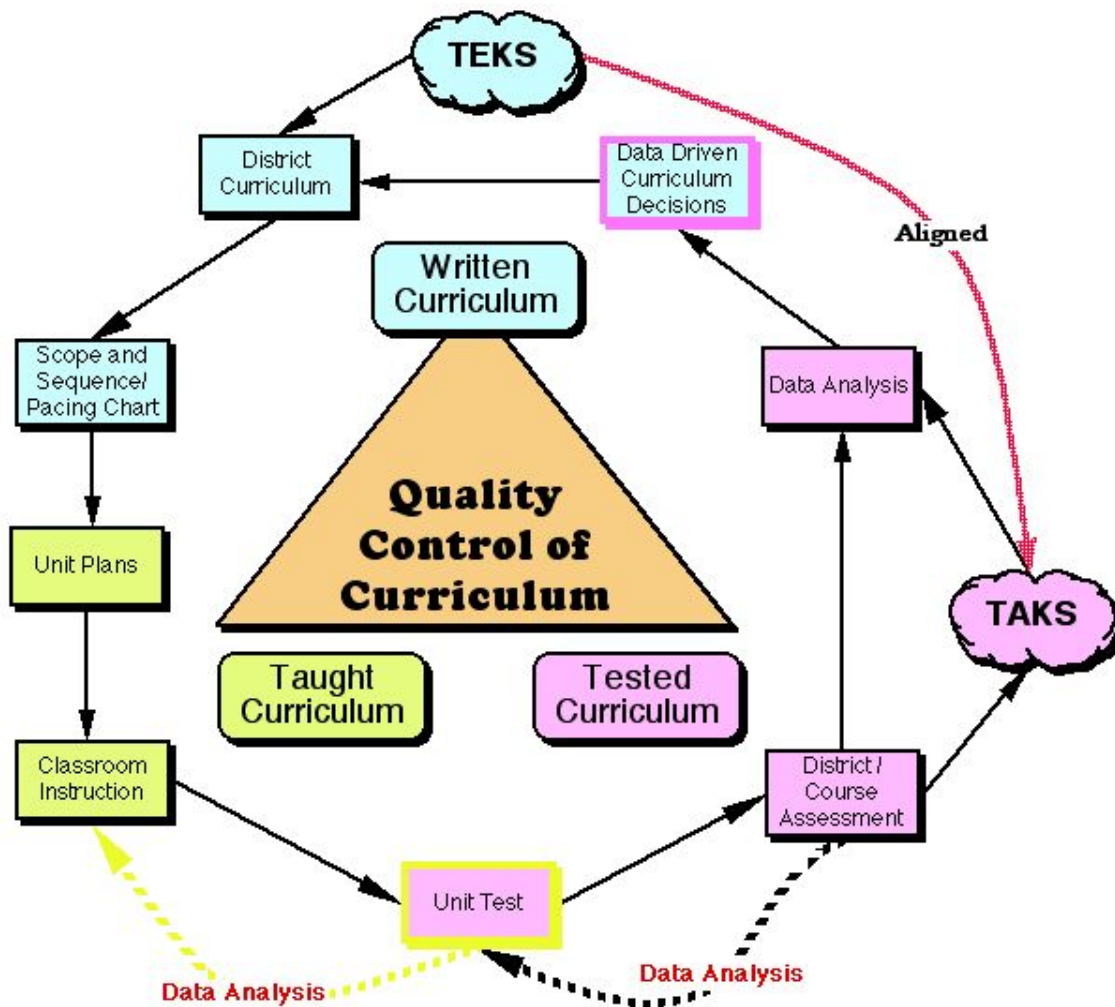 TEKS
District
Curriculum
Data Driven
Curriculum
Decisions
Aligned
Written
Curriculum
Scope and
Sequence/
Pacing Chart
Data Analysis
Quality
Control of
Curriculum
Unit Plans
TAKS
Taught
Curriculum
Tested
Curriculum
Classroom
Instruction
District /
Course
Assessment
Unit Test
Data Analysis
Data Analysis